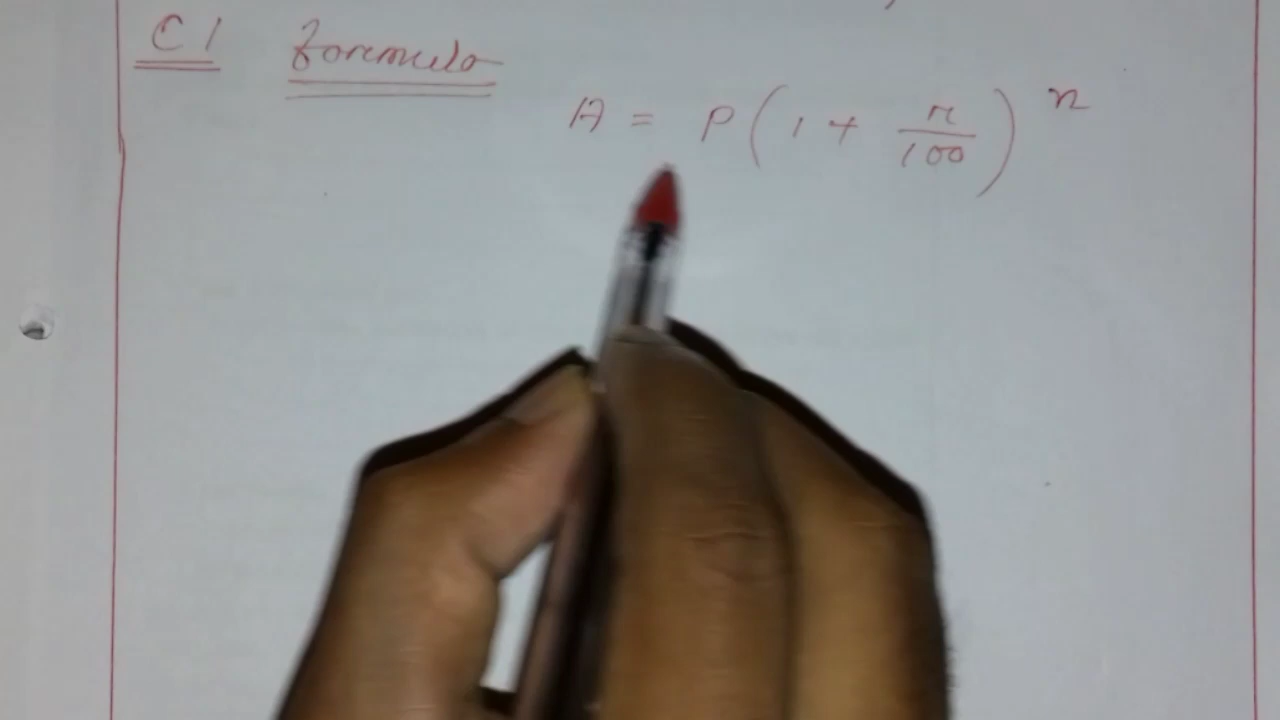 CI Formula
A = P(1 + r/100)^n